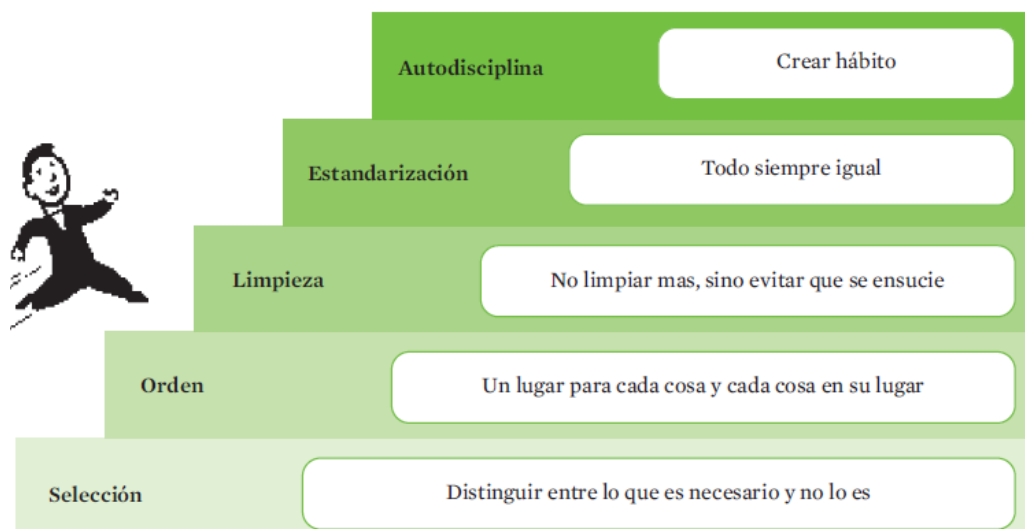 Autodisciplina
Crear hábito
Estandarización
Todo siempre igual
Limpieza
No limpiar mas, sino evitar que se ensucie
Orden
Un lugar para cada cosa y cada cosa en su lugar
Selección
Distinguir entre lo que es necesario y no lo es